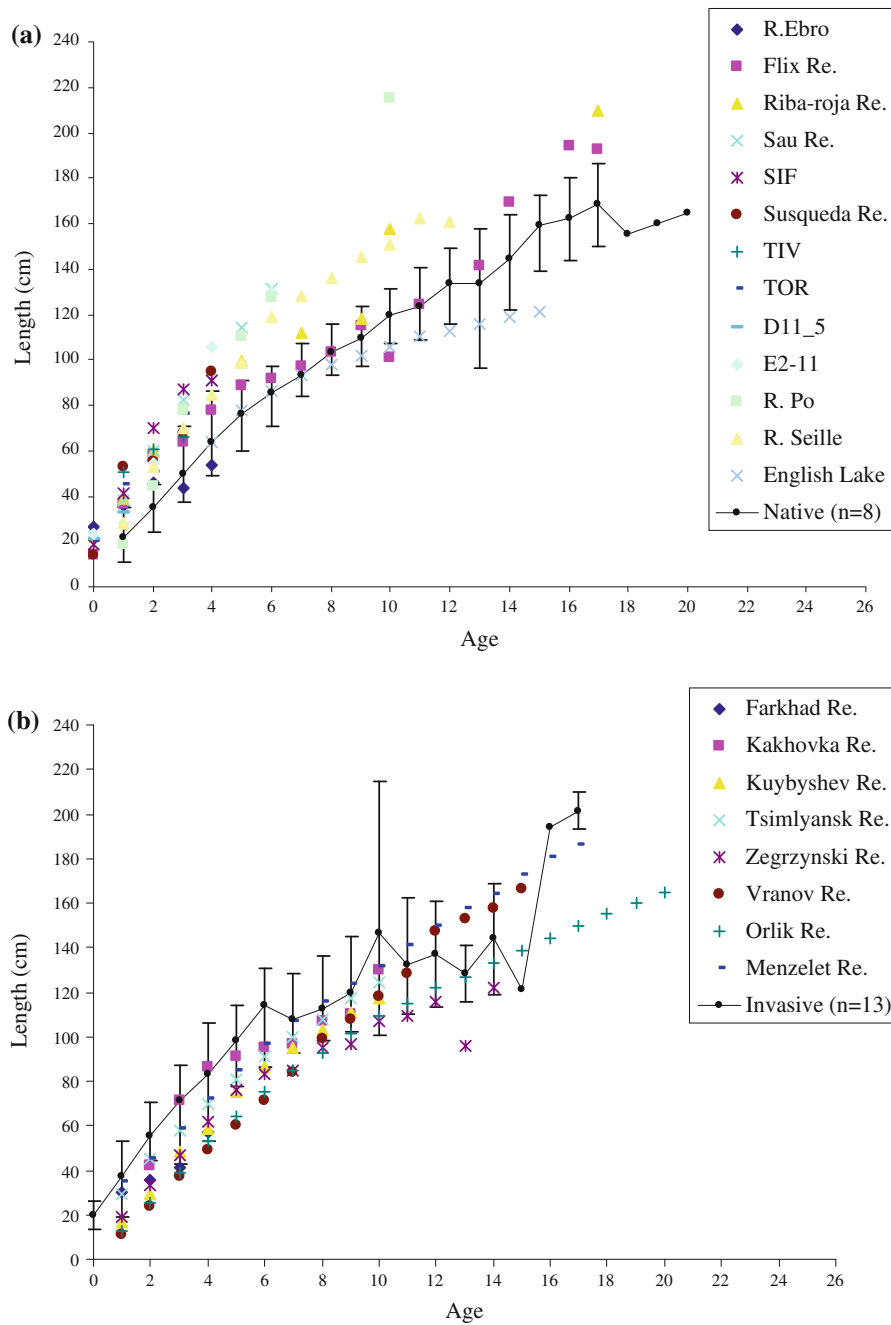 (a)
240
220
200
180
160
140
120
100
80
60
40
20
0
Length (cm)
0 2 4 6 8 10 12 14 16 18 20 22 24 26
Age
R.Ebro
Flix Re.
Riba-roja Re.
Sau Re.
SIF
Susqueda Re.
TIV
TOR
D11_5
E2-11
R. Po
R. Seille
English Lake
Native (n=8)
(b)
240
220
200
180
160
140
120
100
80
60
40
20
0
Length (cm)
0 2 4 6 8 10 12 14 16 18 20 22 24 26
Age
Farkhad Re.
Kakhovka Re.
Kuybyshev Re.
Tsimlyansk Re.
Zegrzynski Re.
Vranov Re.
Orlik Re.
Menzelet Re.
Invasive (n=13)